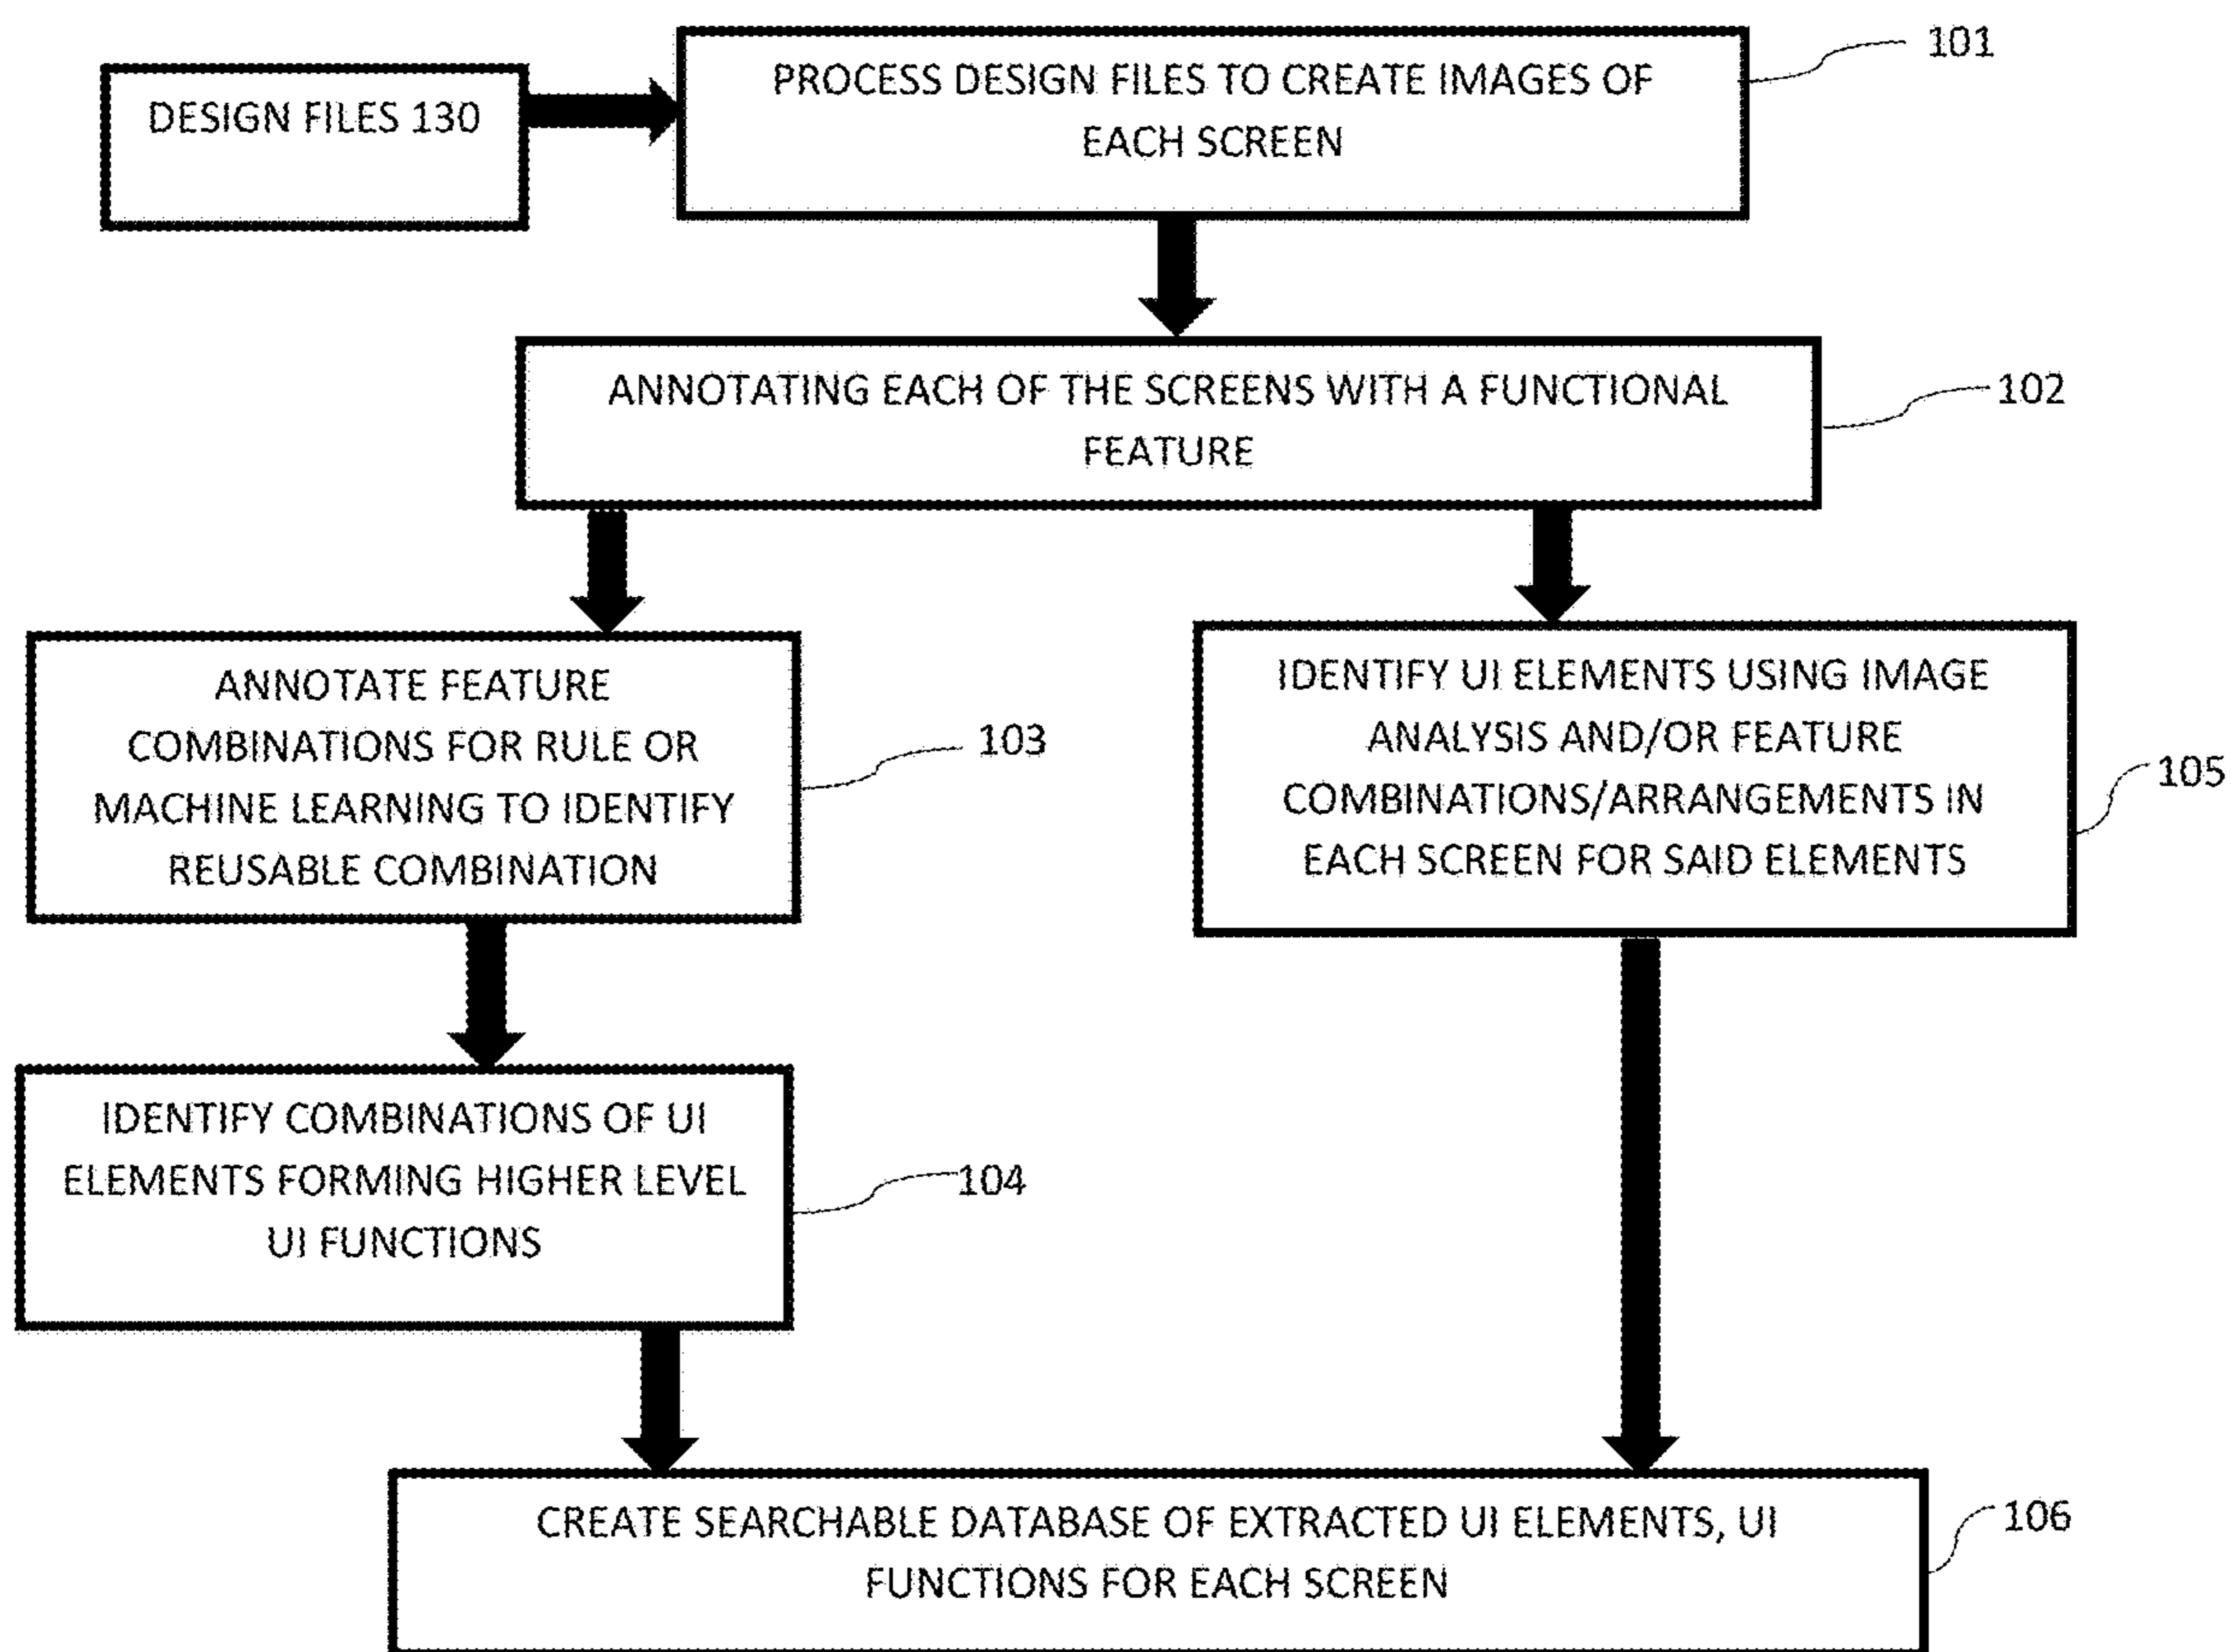 DESIGN FILES 130
PROCESS DESIGN FILES TO CREATE IMAGES OF
EACH SCREEN
101
ANNOTATING EACH OF THE SCREENS WITH A FUNCTIONAL
FEATURE
102
ANNOTATE FEATURE
COMBINATIONS FOR RULE OR
MACHINE LEARNING TO IDENTIFY
REUSABLE COMBINATION
103
IDENTIFY UI ELEMENTS USING IMAGE
ANALYSIS AND/OR FEATURE
COMBINATIONS/ARRANGEMENTS IN
EACH SCREEN FOR SAID ELEMENTS
105
IDENTIFY COMBINATIONS OF UI
ELEMENTS FORMING HIGHER LEVEL
UI FUNCTIONS
104
CREATE SEARCHABLE DATABASE OF EXTRACTED UI ELEMENTS, UI
FUNCTIONS FOR EACH SCREEN
106